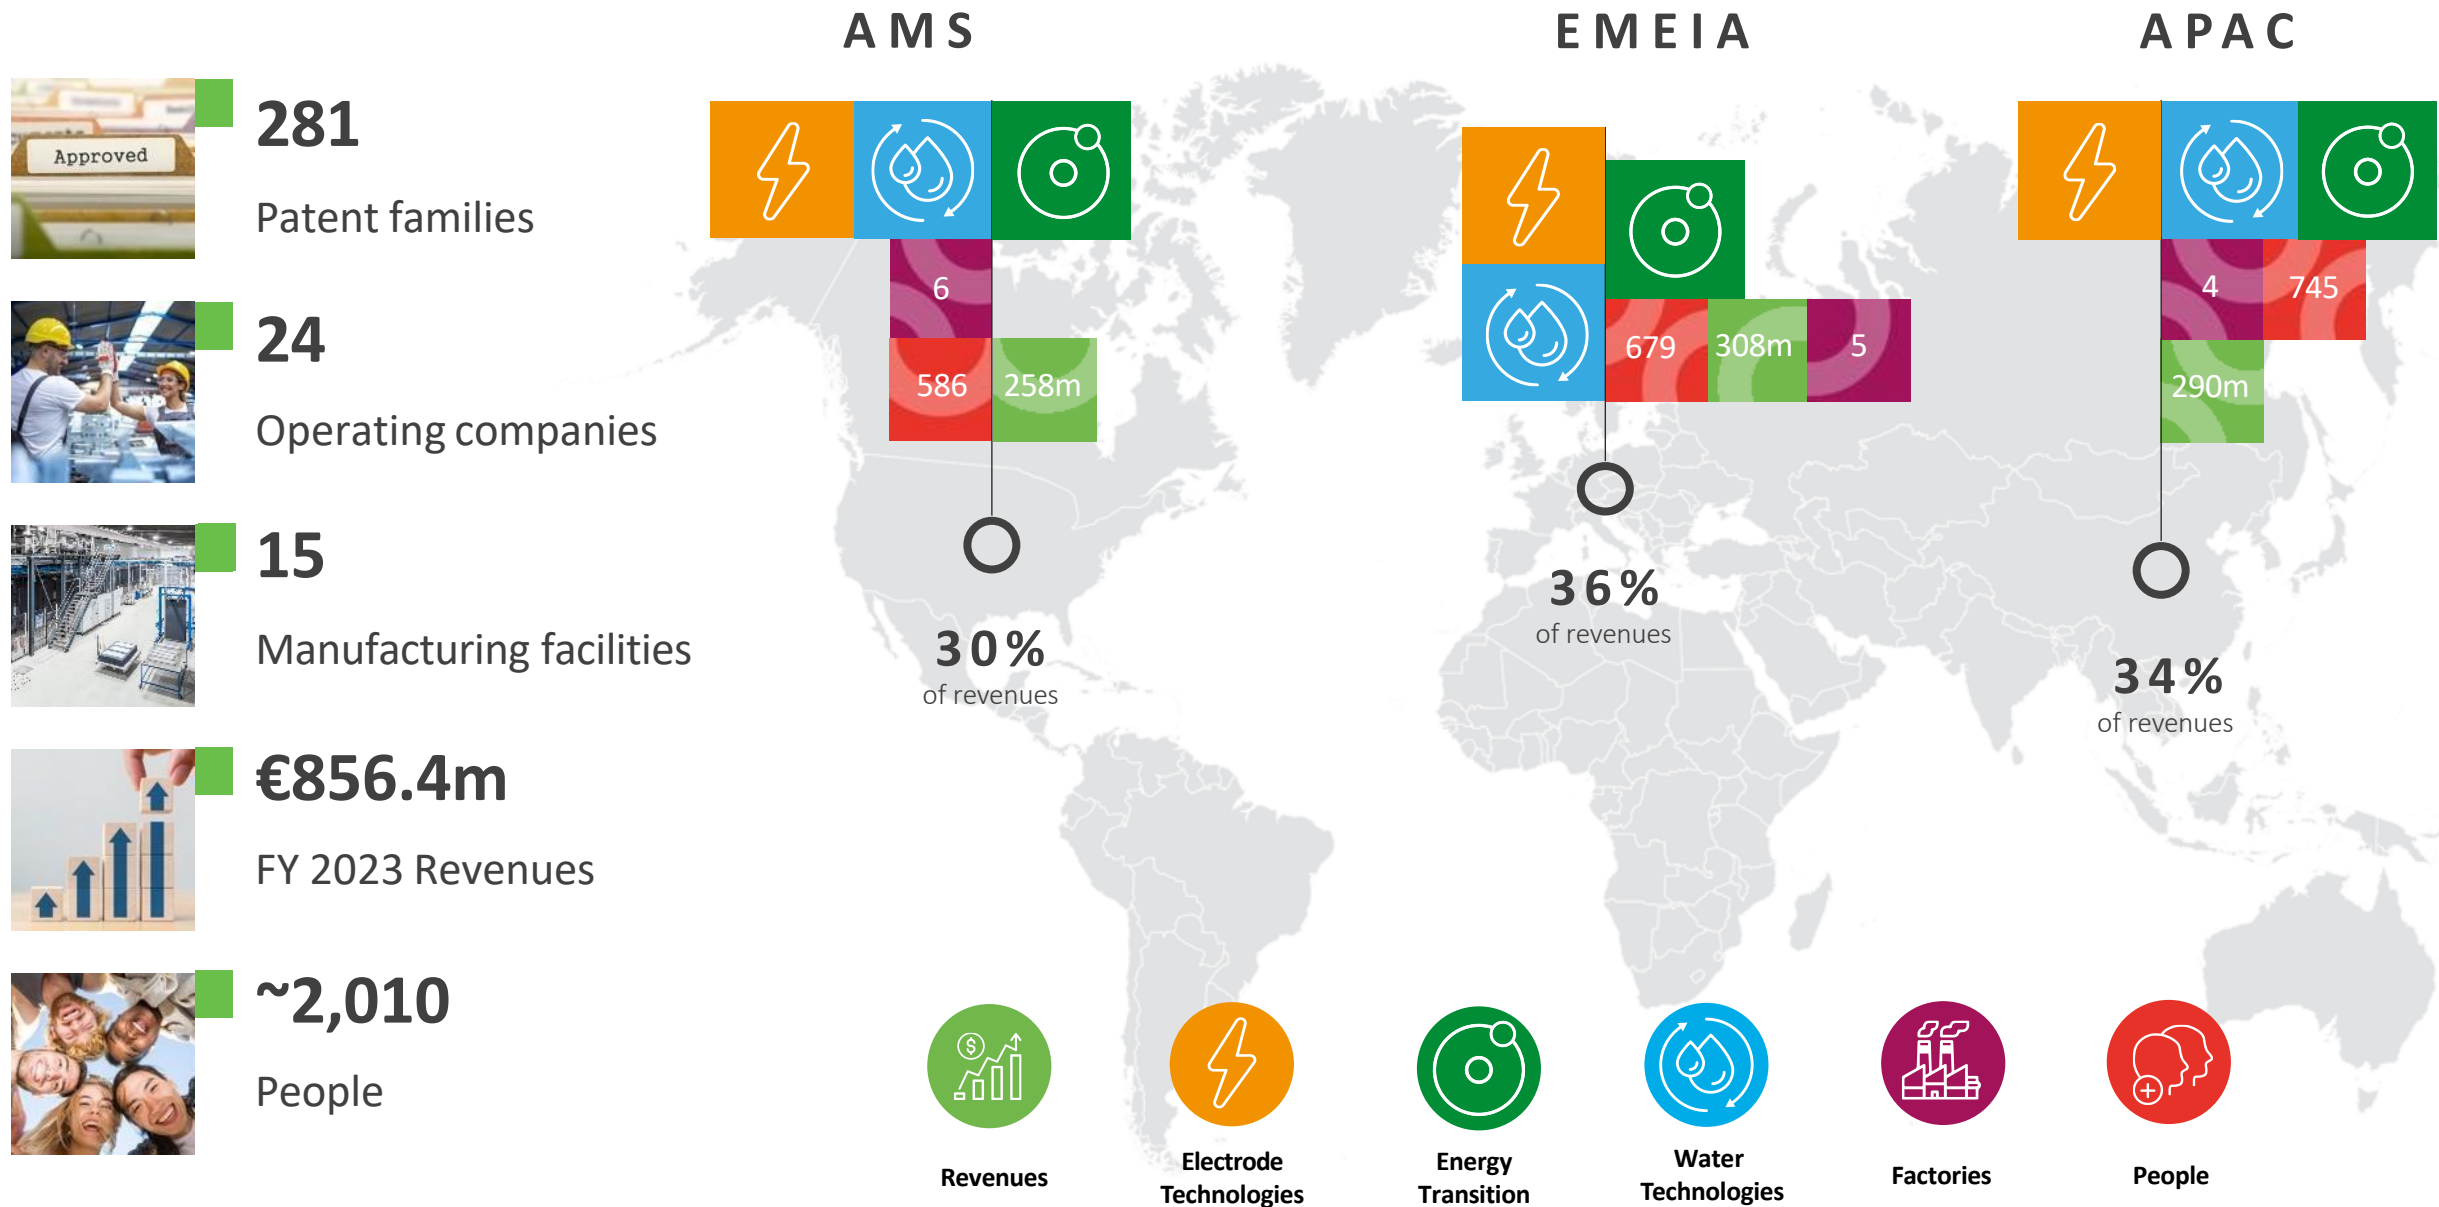 AMS
EMEIA
APAC
Approved
281
Patent families
24
Operating companies
15
Manufacturing facilities
€856.4m
FY 2023 Revenues
~2,010
People
6
586
258m
30%
of revenues
679
308m
5
36%
of revenues
4
745
290m
34%
of revenues
$
Revenues
Electrode
Technologies
Energy
Transition
Water
Technologies
Factories
People